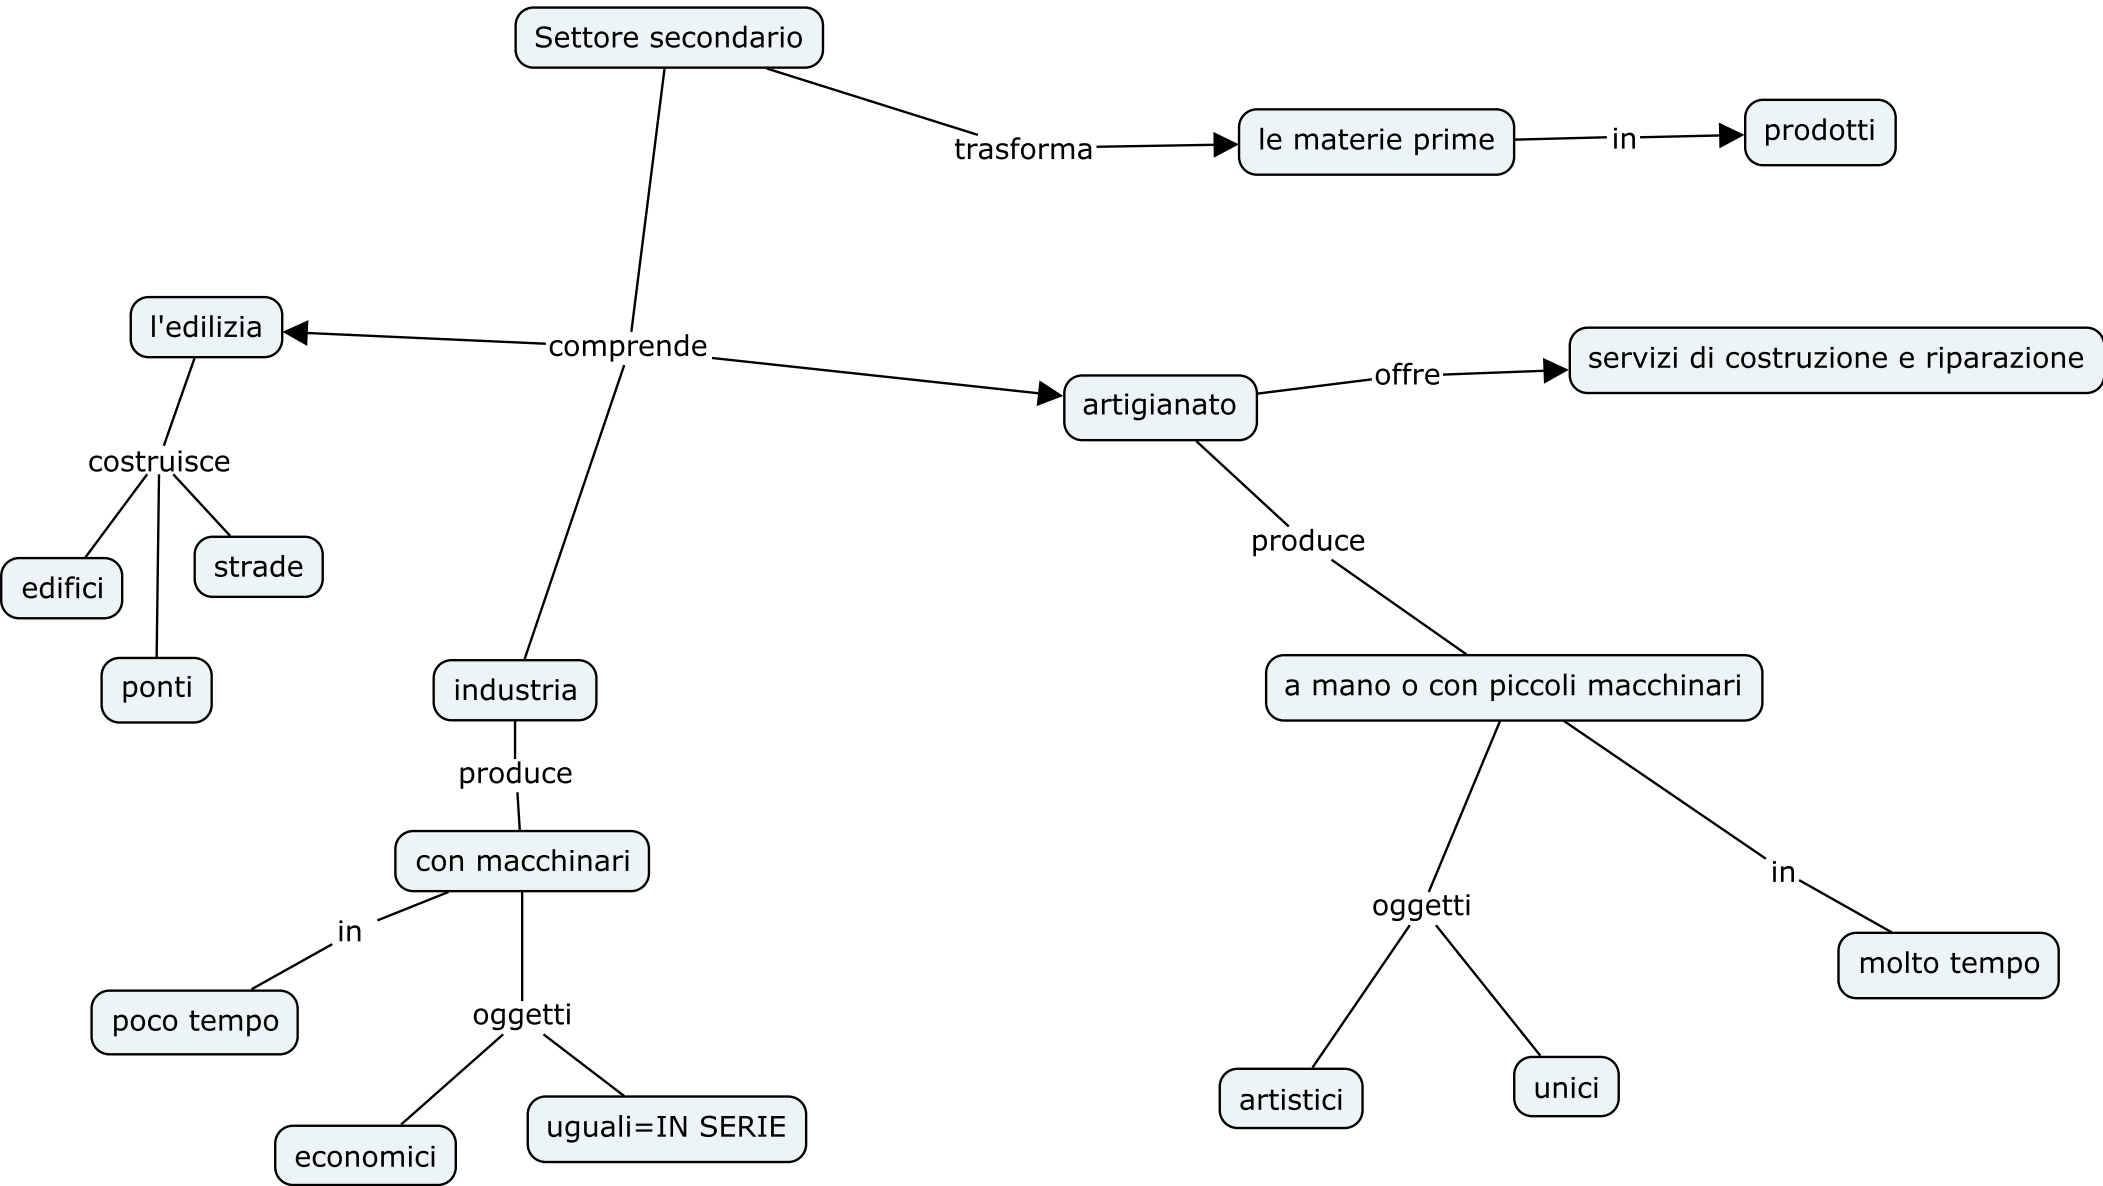 Settore secondario
trasforma
le materie prime
in
prodotti
l'edilizia
comprende
artigianato
offre
servizi di costruzione e riparazione
costruisce
edifici
strade
ponti
produce
industria
a mano o con piccoli macchinari
produce
con macchinari
in
poco tempo
oggetti
economici
uguali=IN SERIE
oggetti
in
molto tempo
artistici
unici